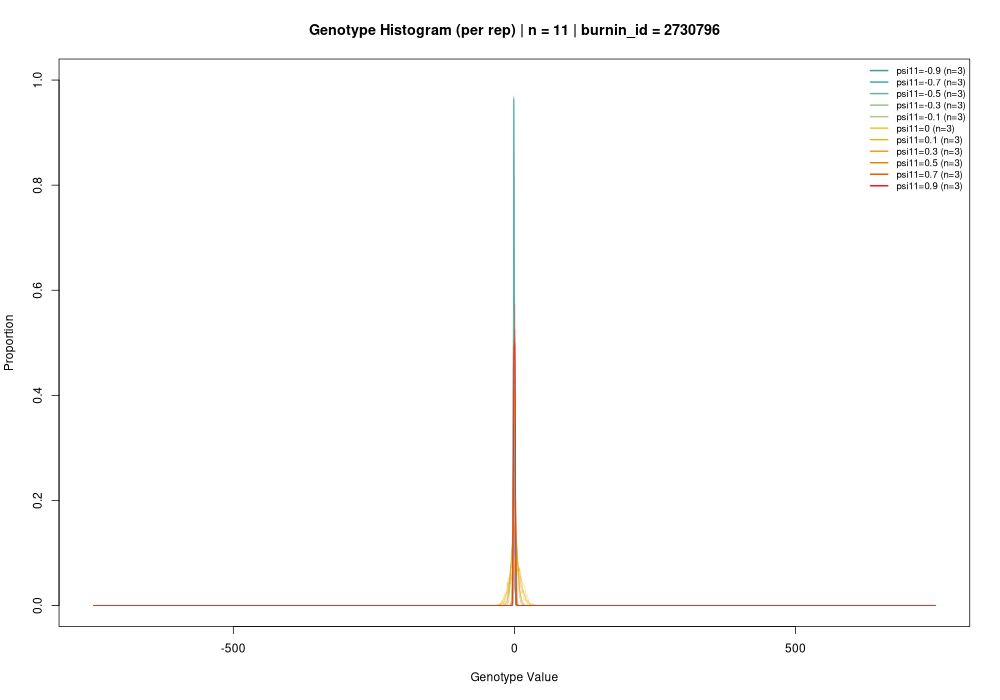 Genotype Histogram (per rep) | n = 11 | burnin_id = 2730796
psi11=-0.9 (n=3)
psi11=-0.7 (n=3)
psi11=-0.5 (n=3)
psi11=-0.3 (n=3)
psi11=-0.1 (n=3)
psi11=0 (n=3)
psi11=0.1 (n=3)
psi11=0.3 (n=3)
psi11=0.5 (n=3)
psi11=0.7 (n=3)
psi11=0.9 (n=3)
Proportion
1.0
0.8
0.6
0.4
0.2
0.0
-500
0
500
Genotype Value